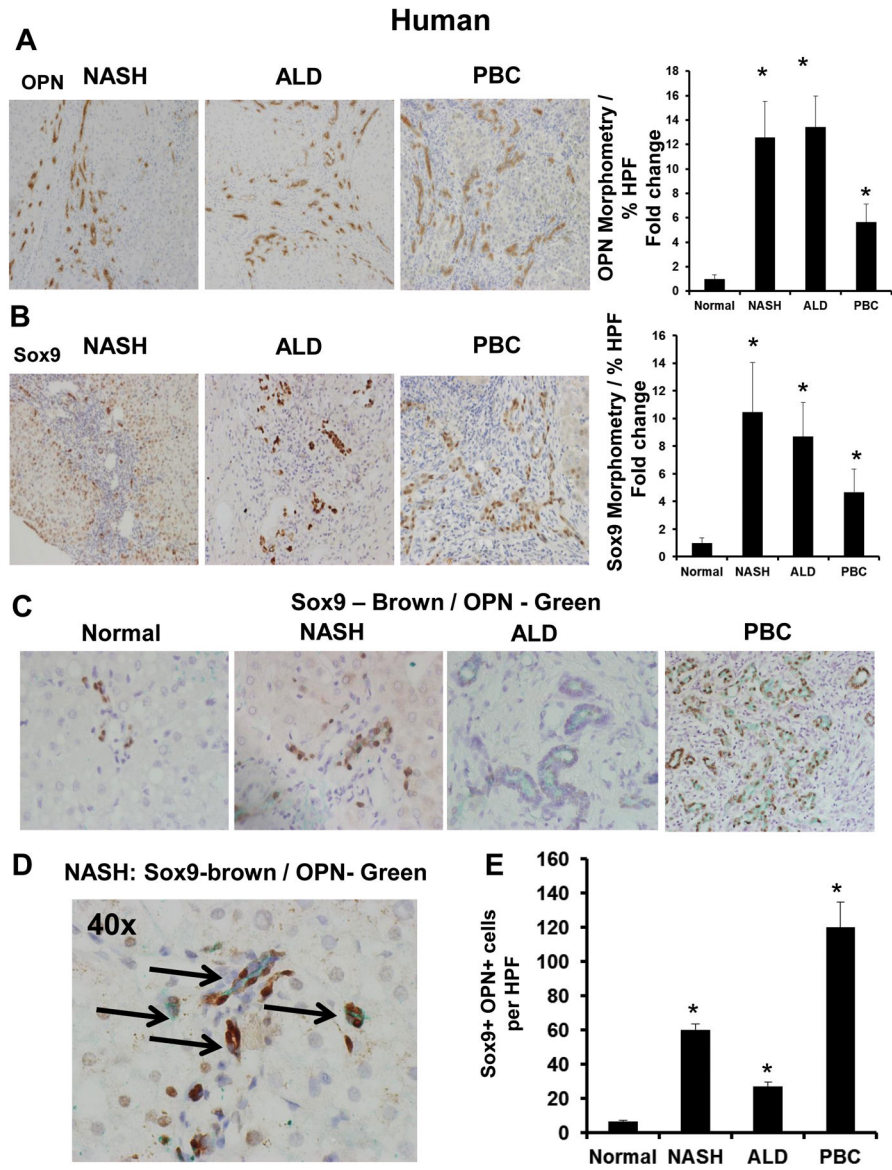 Human
A
OPN NASH ALD PBC
OPN Morphometry /
% HPF
Fold change
18
16
14
12
10
8
6
4
2
0
* * *
Normal NASH ALD PBC
B
Sox9 NASH ALD PBC
Sox9 Morphometry / % HPF
Fold change
16
14
12
10
8
6
4
2
0
* * *
Normal NASH ALD PBC
C
Sox9 – Brown / OPN - Green
Normal NASH ALD PBC
D
NASH: Sox9-brown / OPN- Green
40x
E
Sox9+ OPN+ cells
per HPF
160
140
120
100
80
60
40
20
0
* * *
Normal NASH ALD PBC